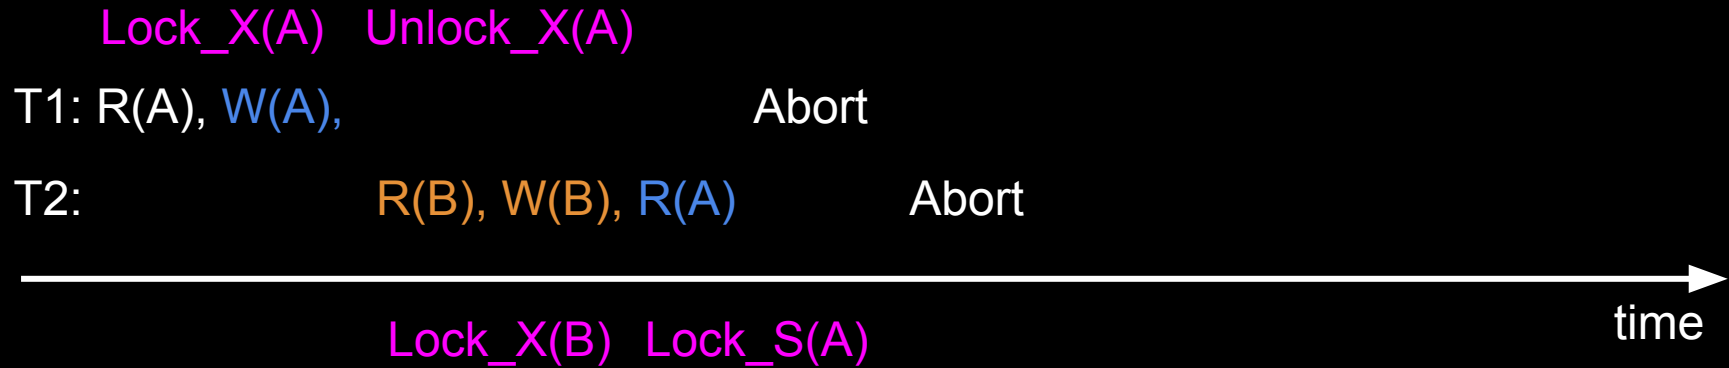 Lock_X(A) Unlock_X(A)
T1: R(A), W(A), Abort
T2: R(B), W(B), R(A) Abort
time
Lock_X(B) Lock_S(A)